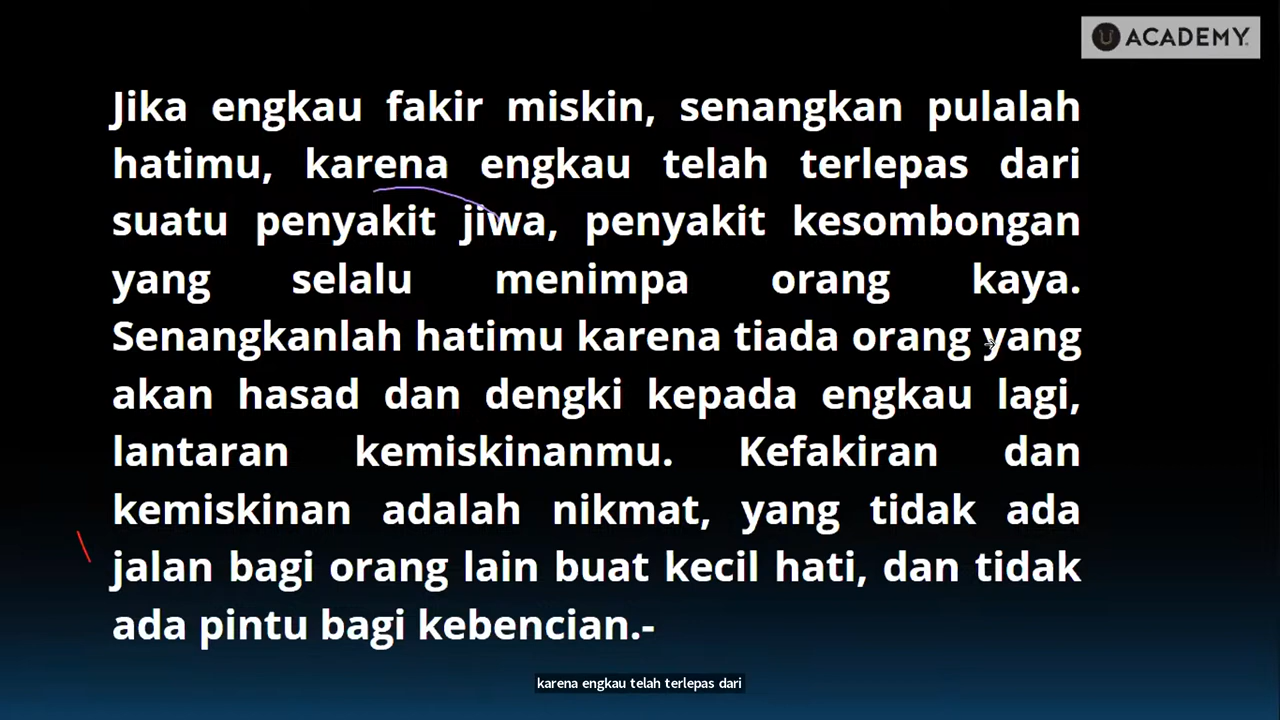 ACADEMY
Jika engkau fakir miskin, senangkan pulalah
hatimu, karena engkau telah terlepas dari
suatu penyakit jiwa, penyakit kesombongan
yang selalu menimpa orang kaya.
Senangkanlah hatimu karena tiada orang yang
akan hasad dan dengki kepada engkau lagi,
lantaran kemiskinanmu. Kefakiran dan
kemiskinan adalah nikmat, yang tidak ada
jalan bagi orang lain buat kecil hati, dan tidak
ada pintu bagi kebencian.-
karena engkau telah terlepas dari